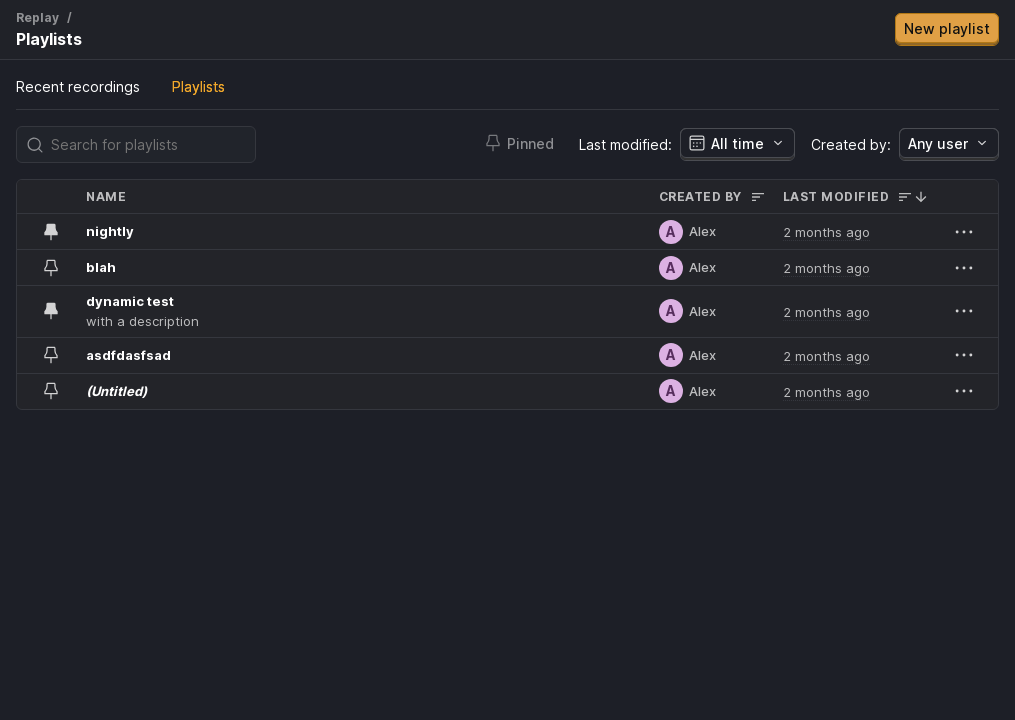 Replay /
Playlists
New playlist
Recent recordings Playlists
Search for playlists Pinned Last modified: All time Created by: Any user
NAME CREATED BY LAST MODIFIED
nightly A Alex 2 months ago
blah A Alex 2 months ago
dynamic test A Alex 2 months ago
with a description
asdfdasfsad A Alex 2 months ago
(Untitled) A Alex 2 months ago